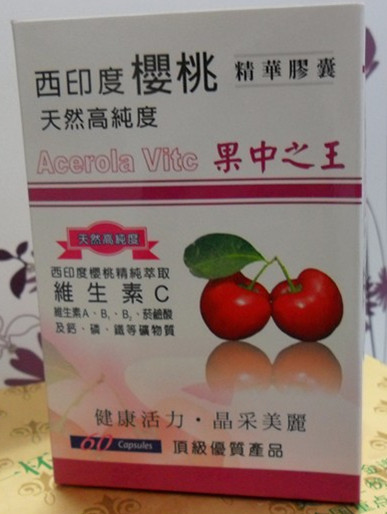 西印度櫻桃 精華膠囊
天然高純度
Acerola Vitc 果中之王
天然高純度
西印度櫻桃精純萃取
維生素C
維生素A、B₁、B₂、菸鹼酸
及鈣、磷、鐵等礦物質
健康活力·晶采美麗
60 Capsules 頂級優質產品